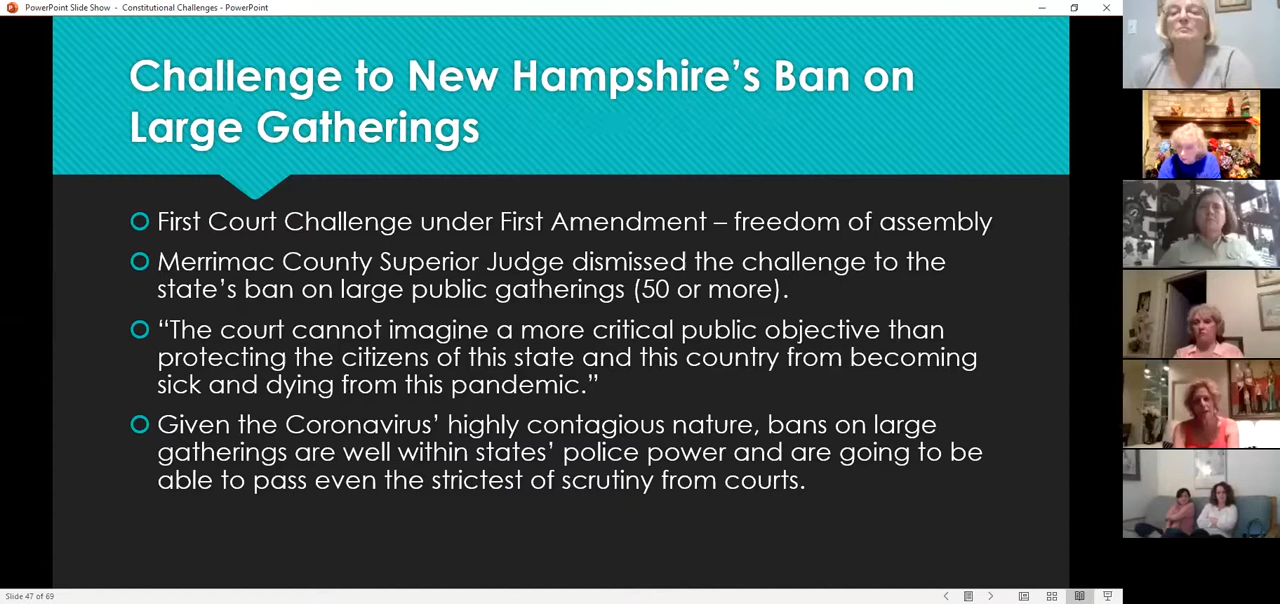 PowerPoint Slide Show - Constitutional Challenges - PowerPoint
Challenge to New Hampshire's Ban on
Large Gatherings
First Court Challenge under First Amendment – freedom of assembly
Merrimac County Superior Judge dismissed the challenge to the
state's ban on large public gatherings (50 or more).
“The court cannot imagine a more critical public objective than
protecting the citizens of this state and this country from becoming
sick and dying from this pandemic.”
Given the Coronavirus' highly contagious nature, bans on large
gatherings are well within states' police power and are going to be
able to pass even the strictest of scrutiny from courts.
Slide 47 of 69